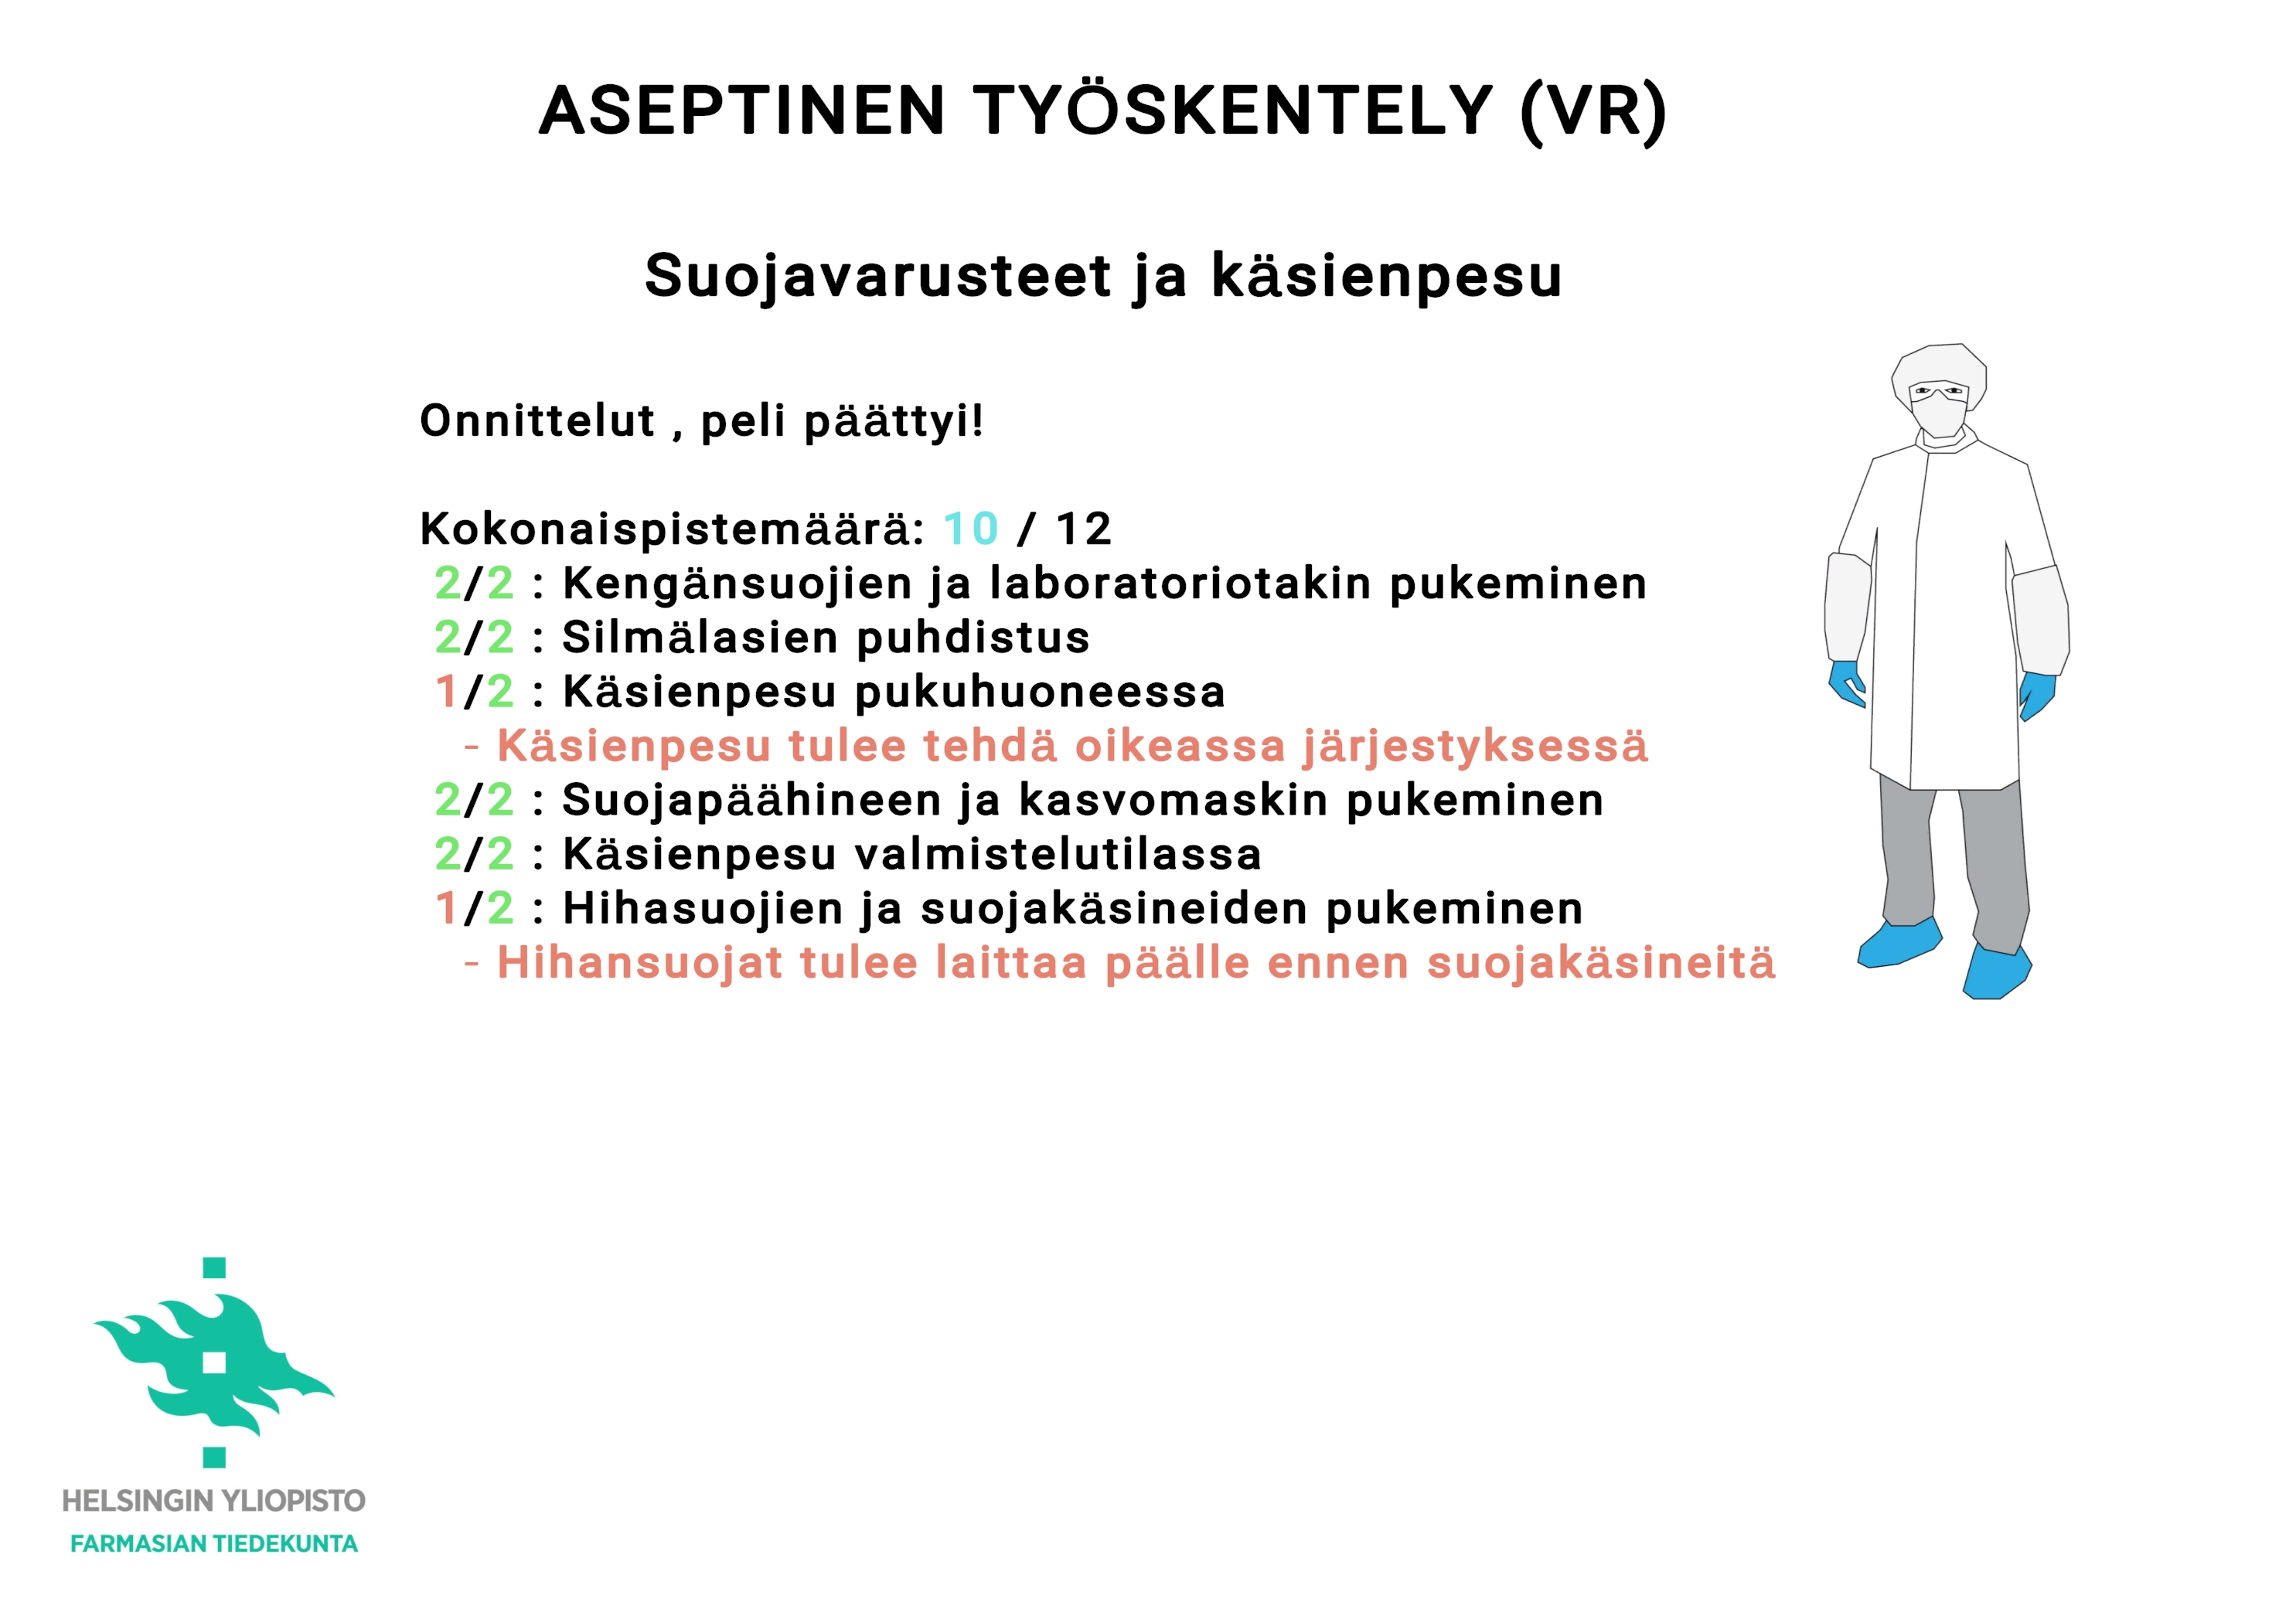 ASEPTINEN TYÖSKENTELY (VR)
Suojavarusteet ja käsienpesu
Onnittelut , peli päättyi!
Kokonaispistemäärä: 10 / 12
2/2 : Kengänsuojien ja laboratoriotakin pukeminen
2/2 : Silmälasien puhdistus
1/2 : Käsienpesu pukuhuoneessa
- Käsienpesu tulee tehdä oikeassa järjestyksessä
2/2 : Suojapäähineen ja kasvomaskin pukeminen
2/2 : Käsienpesu valmistelutilassa
1/2 : Hihasuojien ja suojakäsineiden pukeminen
- Hihansuojat tulee laittaa päälle ennen suojakäsineitä
HELSINGIN YLIOPISTO
FARMASIAN TIEDEKUNTA